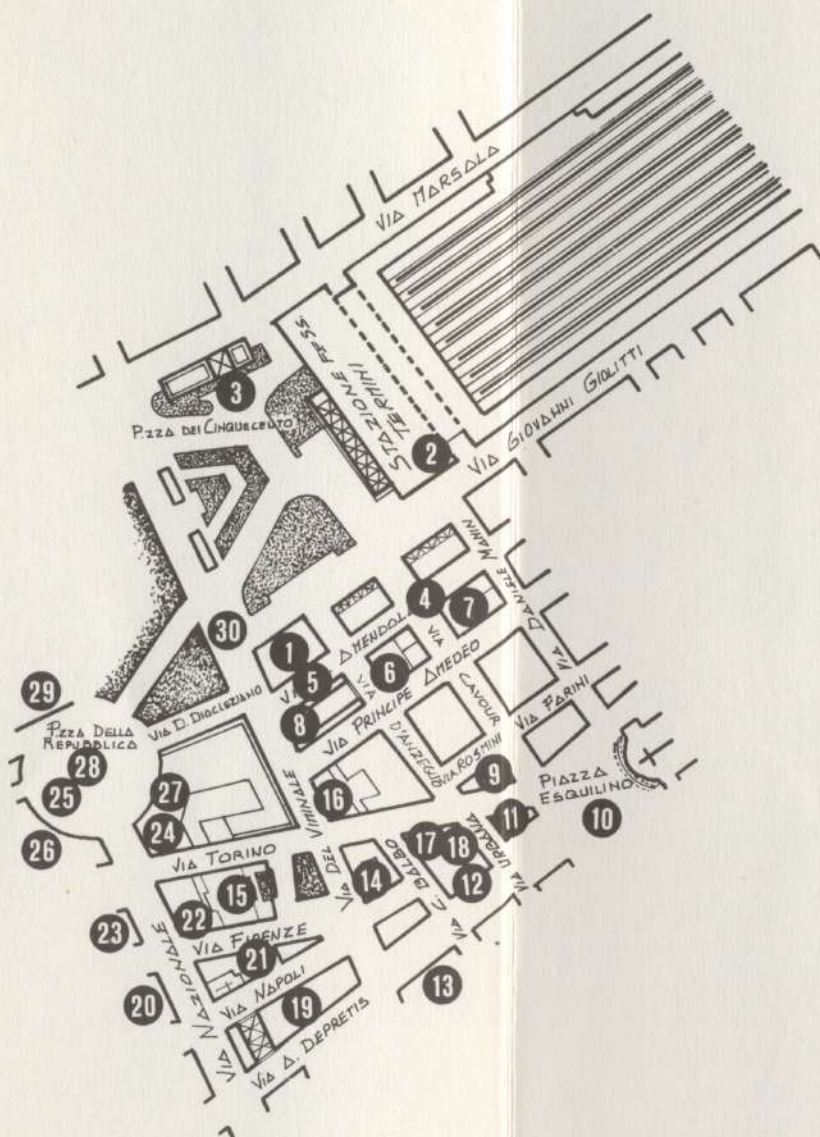 VIA MARSALA
STAZIONE FF.SS.
TERMINI
3
P.ZZA DEI CINQUECENTO
2
VIA GIOVANNI GIOLITTI
VIA DANIELE MANIN
4
7
30
1
AMENDOLA
5
6
VIA
VIA
8
VIA PRINCIPE AMEDEO
CAVOUR
VIA FARINI
29
P.ZZA DELLA
REPUBBLICA
VIA D. DIOCLEZIANO
28
25
27
26
24
D'AZEGLIO
VIA ROSMINI
9
PIAZZA
ESQUILINO
10
16
VIA DEL VIMINALE
11
VIA URBANA
17
18
12
VIA TORINO
15
14
C. BALBO
VIA
22
23
VIA FIRENZE
21
13
VIA NAZIONALE
20
VIA NAPOLI
19
VIA A. DEPRETIS